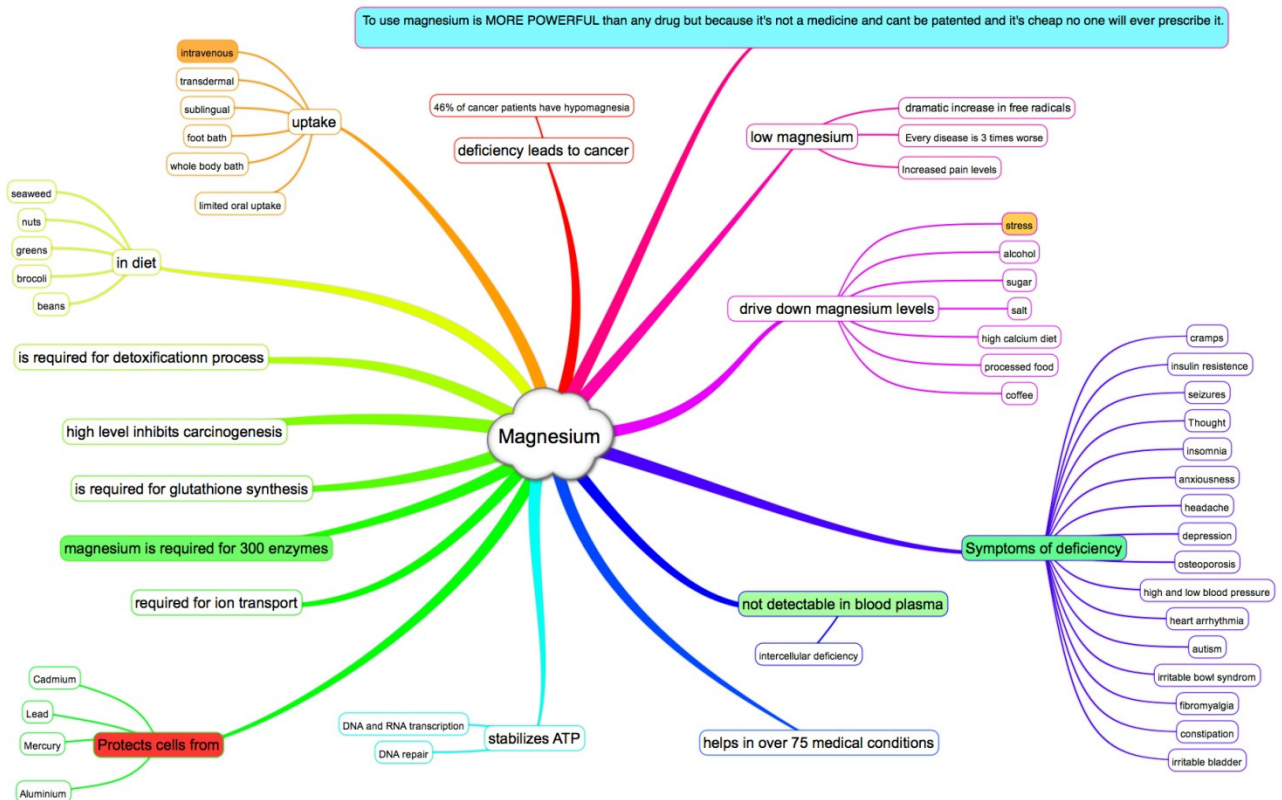 To use magnesium is MORE POWERFUL than any drug but because it's not a medicine and cant be patented and it's cheap no one will ever prescribe it.
intravenous
transdermal
sublingual
foot bath
whole body bath
limited oral uptake
uptake
46% of cancer patients have hypomagnesia
deficiency leads to cancer
low magnesium
dramatic increase in free radicals
Every disease is 3 times worse
Increased pain levels
seaweed
nuts
greens
brocoli
beans
in diet
drive down magnesium levels
stress
alcohol
sugar
salt
high calcium diet
processed food
coffee
is required for detoxificationn process
high level inhibits carcinogenesis
is required for glutathione synthesis
magnesium is required for 300 enzymes
required for ion transport
Magnesium
Symptoms of deficiency
cramps
insulin resistence
seizures
Thought
insomnia
anxiousness
headache
depression
osteoporosis
high and low blood pressure
heart arrhythmia
autism
irritable bowl syndrom
fibromyalgia
constipation
irritable bladder
not detectable in blood plasma
intercellular deficiency
Cadmium
Lead
Mercury
Aluminium
Protects cells from
DNA and RNA transcription
DNA repair
stabilizes ATP
helps in over 75 medical conditions